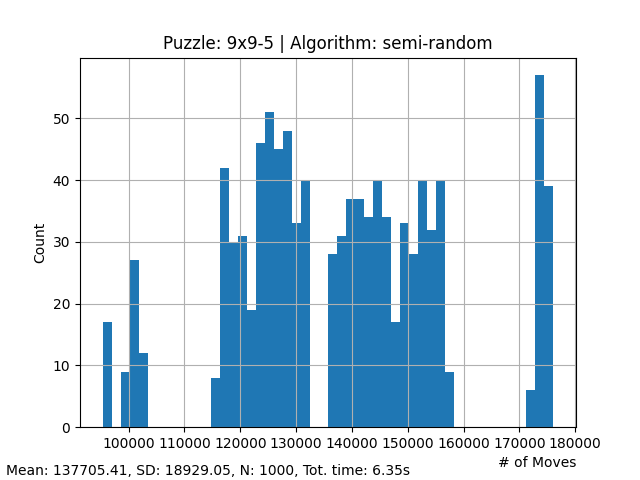 Puzzle: 9x9-5 | Algorithm: semi-random
50
40
30
20
10
0
Count
100000 110000 120000 130000 140000 150000 160000 170000 180000
# of Moves
Mean: 137705.41, SD: 18929.05, N: 1000, Tot. time: 6.35s